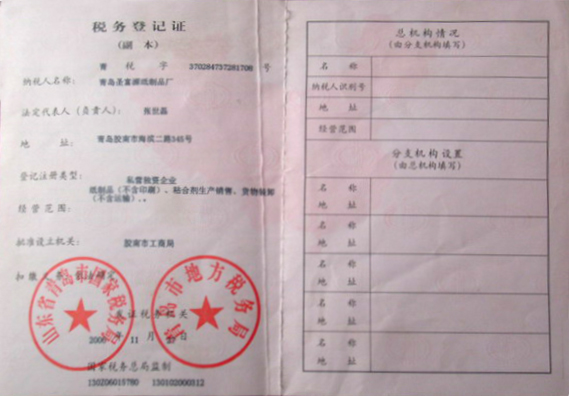 税务登记证
（副 本）
青 税 字 370284737281708 号
纳税人名称： 青岛圣富源纸制品厂
法定代表人（负责人）： 张世磊
地 址： 青岛胶南市海滨二路345号
登记注册类型： 私营独资企业
经营范围： 纸制品（不含印刷）、粘合剂生产销售、货物装卸
（不含运输）。
批准设立机关： 胶南市工商局
扣缴义务
山东省青岛市国家税务局
青岛市地方税务局
发证税务机关
11 月
国家税务总局监制
130206019780 150102000312
总机构情况
（由分支机构填写）
名 称
纳税人识别号
地 址
经营范围
分支机构设置
（由总机构填写）
名 称
地 址
名 称
地 址
名 称
地 址
名 称
地 址
名 称
地 址